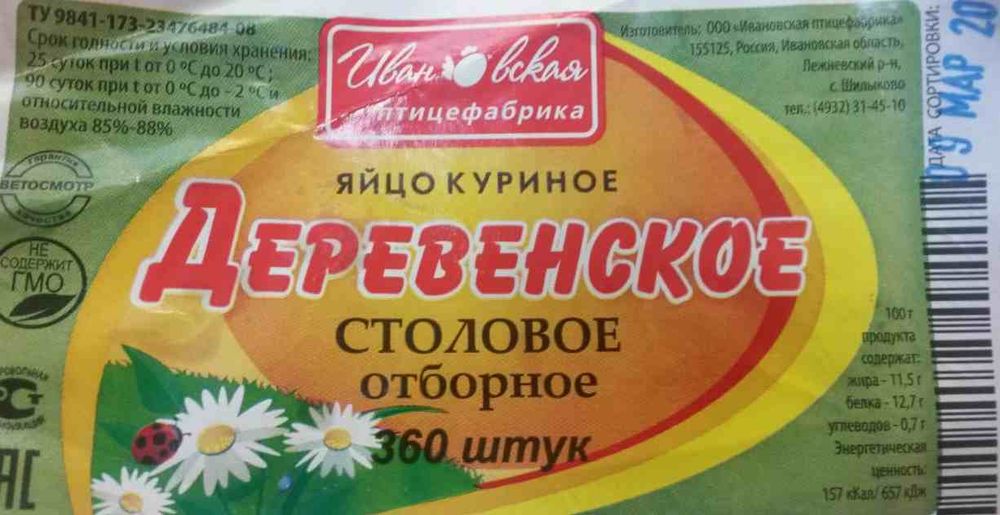 ТУ 9841-173-23476484-08
Срок годности и условия хранения:
25 суток при t от 0 °С до 20 °С ;
90 суток при t от 0 °С до - 2 °С и
относительной влажности
воздуха 85%-88%
Ивановская
птицефабрика
Изготовитель: ООО «Ивановская птицефабрика»
155125, Россия, Ивановская область,
Лежневский р-н,
с. Шилыково
тел.: (4932) 31-45-10
ДАТА СОРТИРОВКИ:
09 МАР 20
Гарантия
ВЕТОСМОТР
качества
НЕ
СОДЕРЖИТ
ГМО
ЯЙЦО КУРИНОЕ
ДЕРЕВЕНСКОЕ
СТОЛОВОЕ
отборное
360 штук
100 г
продукта
содержат:
жира - 11,5 г
белка - 12,7 г
углеводов - 0,7 г
Энергетическая
ценность:
157 кКал/ 657 кДж